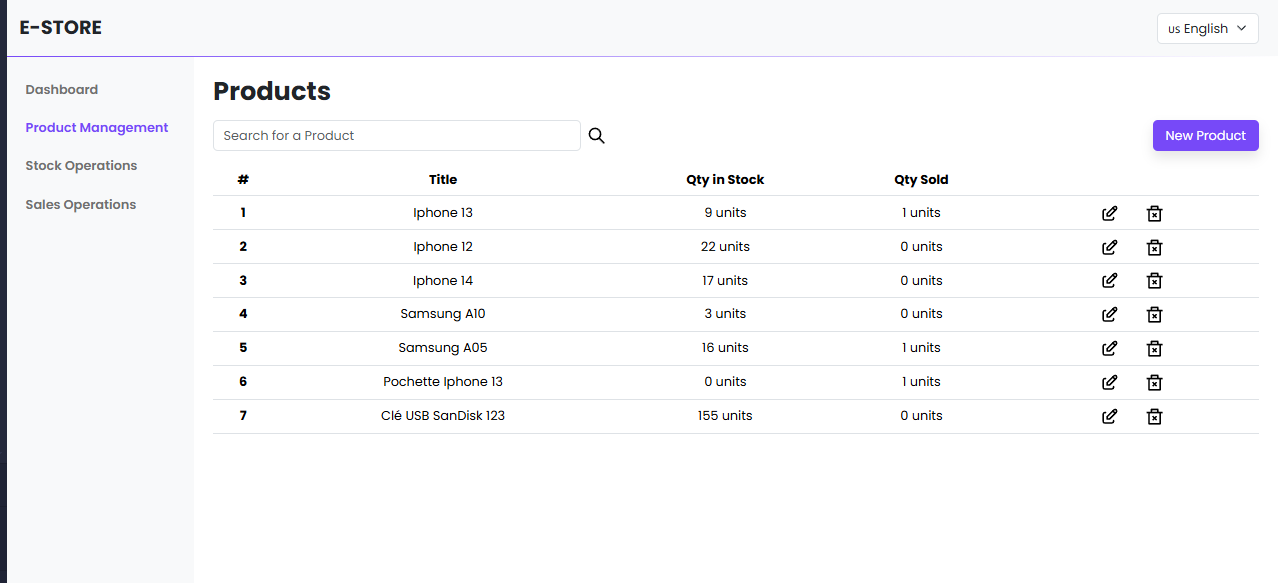 E-STORE
us English
Dashboard
Product Management
Stock Operations
Sales Operations
Products
Search for a Product
New Product
# Title Qty in Stock Qty Sold
1 Iphone 13 9 units 1 units
2 Iphone 12 22 units 0 units
3 Iphone 14 17 units 0 units
4 Samsung A10 3 units 0 units
5 Samsung A05 16 units 1 units
6 Pochette Iphone 13 0 units 1 units
7 Clé USB SanDisk 123 155 units 0 units